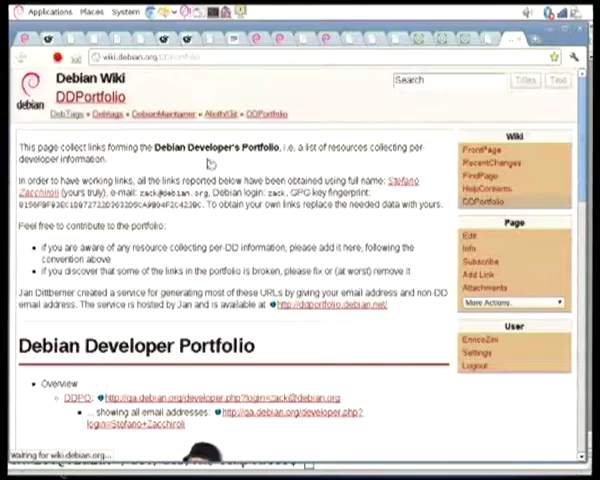 Applications Places System
wiki.debian.org/DDPortfolio
Debian Wiki
Search
Titles
Text
DDPortfolio
debian
DebTags » Debtags » DebianMaintainer » Alioth/Git » DDPortfolio
This page collect links forming the Debian Developer's Portfolio, i.e. a list of resources collecting per-
developer information.
In order to have working links, all the links reported below have been obtained using full name: Stefano
Zacchiroli (yours truly), e-mail: zack@debian.org, Debian login: zack, GPG key fingerprint:
To obtain your own links replace the needed data with yours.
Feel free to contribute to the portfolio:
if you are aware of any resource collecting per-DD information, please add it here, following the
convention above
if you discover that some of the links in the portfolio is broken, please fix or (at worst) remove it
Jan Dittberner created a service for generating most of these URLs by giving your email address and non-DD
email address. The service is hosted by Jan and is available at http://ddportfolio.debian.net/
Debian Developer Portfolio
Overview
DDPO: http://qa.debian.org/developer.php?login=zack@debian.org
... showing all email addresses: http://qa.debian.org/developer.php?
login=Stefano+Zacchiroli
Wiki
FrontPage
RecentChanges
FindPage
HelpContents
DDPortfolio
Page
Edit
Info
Subscribe
Add Link
Attachments
More Actions:
User
EnricoZini
Settings
Logout
Waiting for wiki.debian.org...